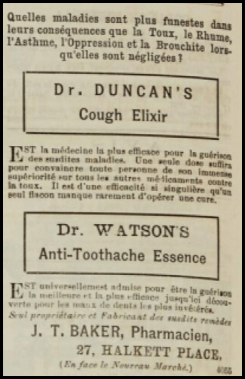 Quelles maladies sont plus funestes dans
leurs conséquences que la Toux, le Rhume,
l'Asthme, l'Oppression et la Bronchite lors-
qu'elles sont négligées ?
Dr. DUNCAN'S
Cough Elixir
EST la médecine la plus efficace pour la guérison
des susdites maladies. Une seule dose suffira
pour convaincre toute personne de son immense
supériorité sur tous les autres médicaments contre
la toux. Il est d'une efficacité si singulière qu'un
seul flacon manque rarement d'opérer une cure.
Dr. WATSON'S
Anti-Toothache Essence
EST universellement admise pour être la guérison
la meilleure et la plus efficace jusqu'ici décou-
verte pour les maux de dents les plus invétérés.
Seul propriétaire et Fabricant des susdits remèdes
J. T. BAKER, Pharmacien,
27, HALKETT PLACE,
(En face le Nouveau Marché.)